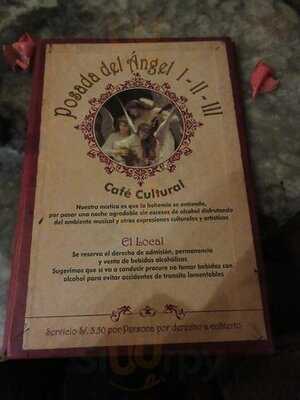 Posada del Ángel I-II-III
Café Cultural
Nuestra mística es que la bohemia se entienda,
por pasar una noche agradable sin excesos de alcohol disfrutando
del ambiente musical y otras expresiones culturales y artísticas
El Local
Se reserva el derecho de admisión, permanencia
y venta de bebidas alcohólicas
Sugerimos que si va a conducir procure no tomar bebidas con
alcohol para evitar accidentes de transito lamentables
Servicio S/. 3.50 por Persona por derecho a cubierto